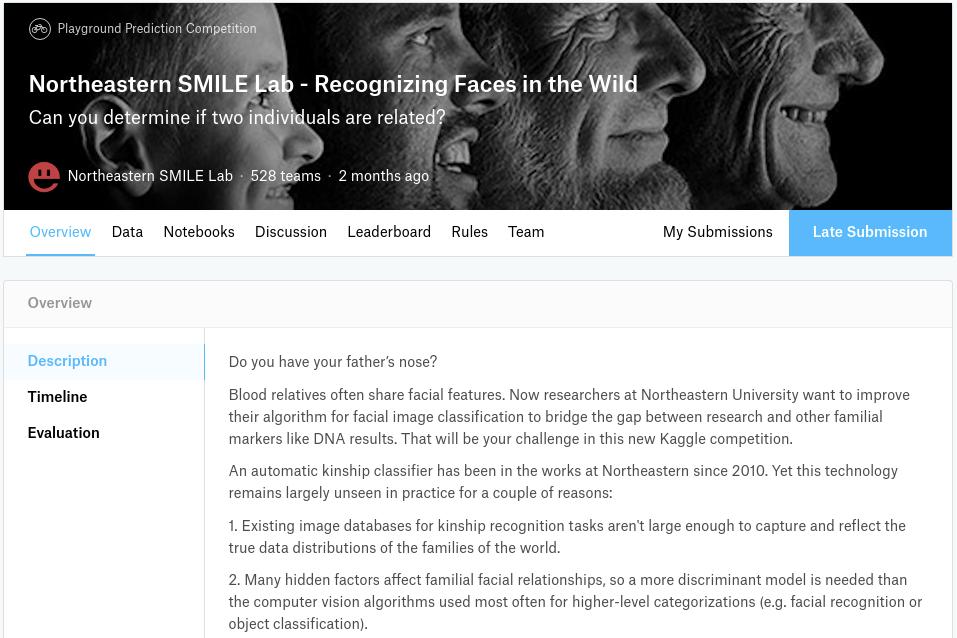 Playground Prediction Competition
Northeastern SMILE Lab - Recognizing Faces in the Wild
Can you determine if two individuals are related?
Northeastern SMILE Lab · 528 teams · 2 months ago
Overview Data Notebooks Discussion Leaderboard Rules Team My Submissions Late Submission
Overview
Description
Timeline
Evaluation
Do you have your father's nose?
Blood relatives often share facial features. Now researchers at Northeastern University want to improve
their algorithm for facial image classification to bridge the gap between research and other familial
markers like DNA results. That will be your challenge in this new Kaggle competition.
An automatic kinship classifier has been in the works at Northeastern since 2010. Yet this technology
remains largely unseen in practice for a couple of reasons:
1. Existing image databases for kinship recognition tasks aren't large enough to capture and reflect the
true data distributions of the families of the world.
2. Many hidden factors affect familial facial relationships, so a more discriminant model is needed than
the computer vision algorithms used most often for higher-level categorizations (e.g. facial recognition or
object classification).